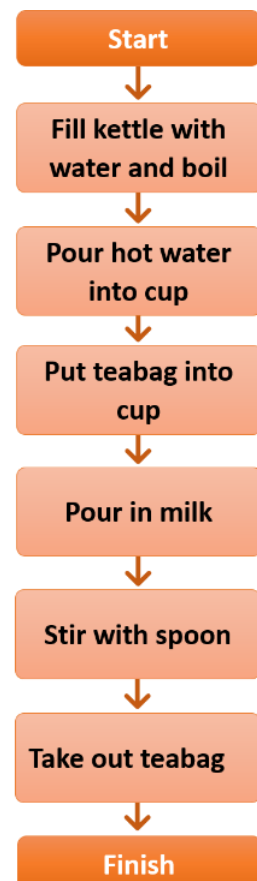 Start
Fill kettle with
water and boil
Pour hot water
into cup
Put teabag into
cup
Pour in milk
Stir with spoon
Take out teabag
Finish